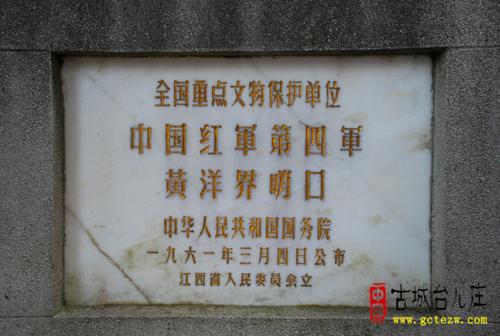 全国重点文物保护单位
中国红軍第四軍
黄洋界哨口
中华人民共和国国务院
一九六一年三月四日公布
江西省人民委员会立
古城台儿庄
www.gctezw.com